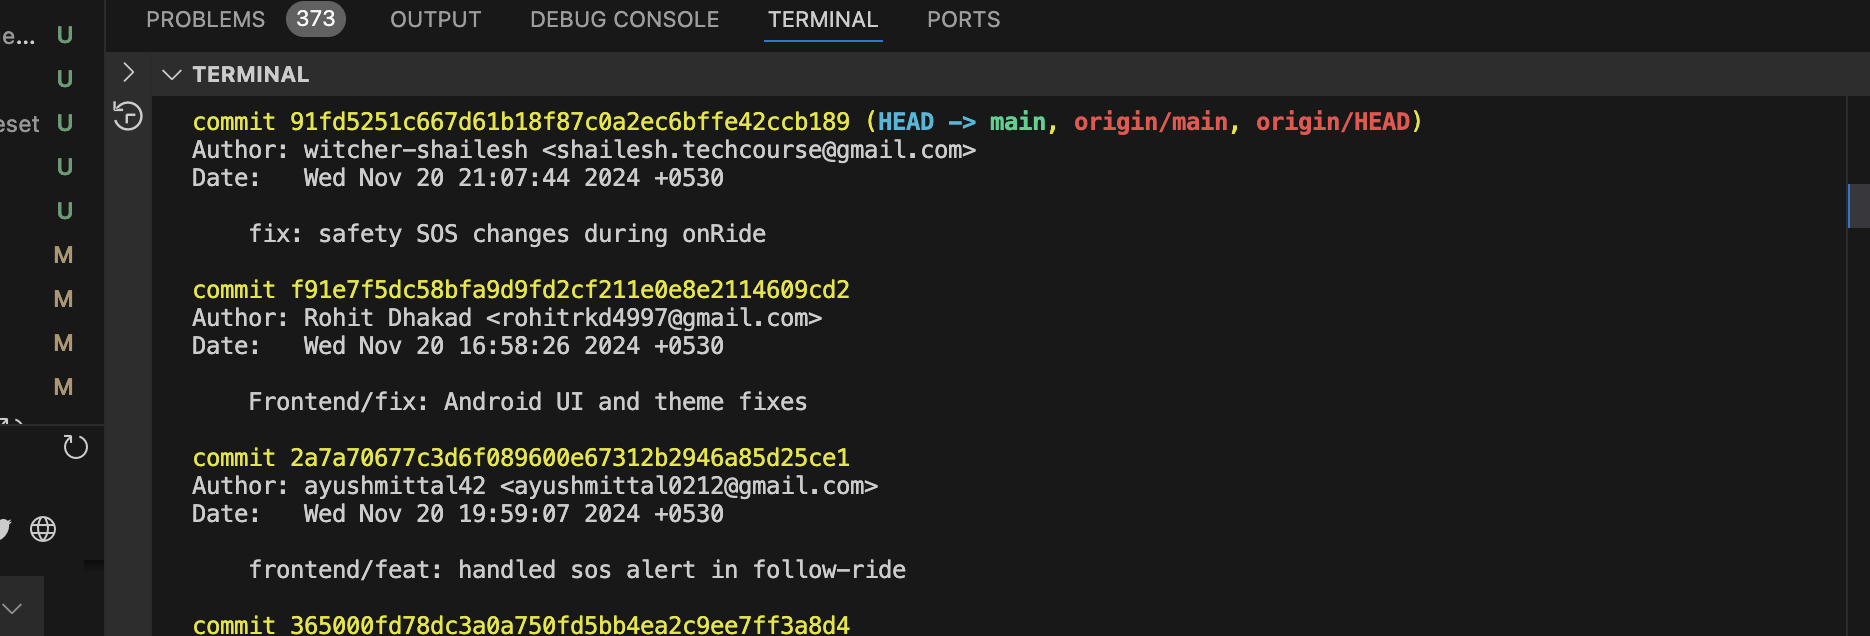 PROBLEMS 373 OUTPUT DEBUG CONSOLE TERMINAL PORTS
e... U
U
eset U
U
U
M
M
M
M
TERMINAL
commit 91fd5251c667d61b18f87c0a2ec6bffe42ccb189 (HEAD -> main, origin/main, origin/HEAD)
Author: witcher-shailesh <shailesh.techcourse@gmail.com>
Date:   Wed Nov 20 21:07:44 2024 +0530
fix: safety SOS changes during onRide
commit f91e7f5dc58bfa9d9fd2cf211e0e8e2114609cd2
Author: Rohit Dhakad <rohitrkd4997@gmail.com>
Date:   Wed Nov 20 16:58:26 2024 +0530
Frontend/fix: Android UI and theme fixes
commit 2a7a70677c3d6f089600e67312b2946a85d25ce1
Author: ayushmittal42 <ayushmittal0212@gmail.com>
Date:   Wed Nov 20 19:59:07 2024 +0530
frontend/feat: handled sos alert in follow-ride
commit 365000fd78dc3a0a750fd5bb4ea2c9ee7ff3a8d4